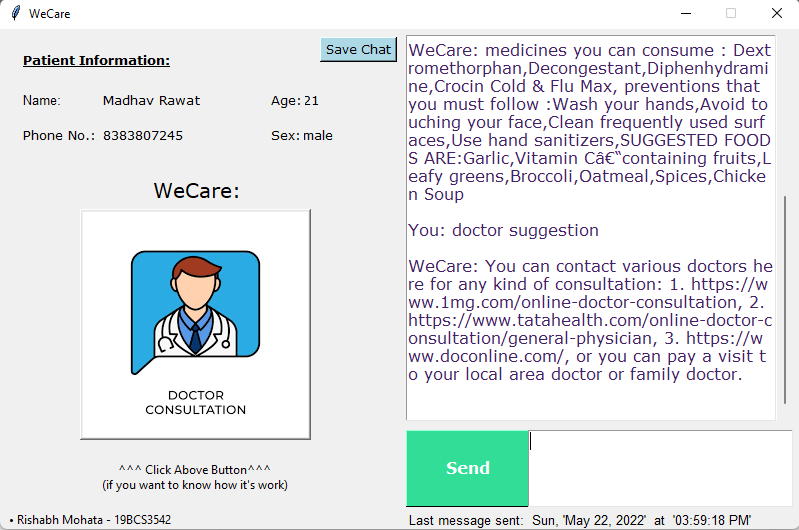 WeCare
Patient Information:
Save Chat
Name: Madhav Rawat Age: 21
Phone No.: 8383807245 Sex: male
WeCare:
DOCTOR
CONSULTATION
^^^ Click Above Button^^^
(if you want to know how it's work)
• Rishabh Mohata - 19BCS3542
WeCare: medicines you can consume : Dext
romethorphan,Decongestant,Diphenhydrami
ne,Crocin Cold & Flu Max, preventions that
you must follow :Wash your hands,Avoid to
uching your face,Clean frequently used surf
aces,Use hand sanitizers,SUGGESTED FOOD
S ARE:Garlic,Vitamin Câ€“containing fruits,L
eafy greens,Broccoli,Oatmeal,Spices,Chicke
n Soup
You: doctor suggestion
WeCare: You can contact various doctors he
re for any kind of consultation: 1. https://w
ww.1mg.com/online-doctor-consultation, 2.
https://www.tatahealth.com/online-doctor-c
onsultation/general-physician, 3. https://w
ww.doconline.com/, or you can pay a visit t
o your local area doctor or family doctor.
Send
Last message sent: Sun, 'May 22, 2022' at '03:59:18 PM'